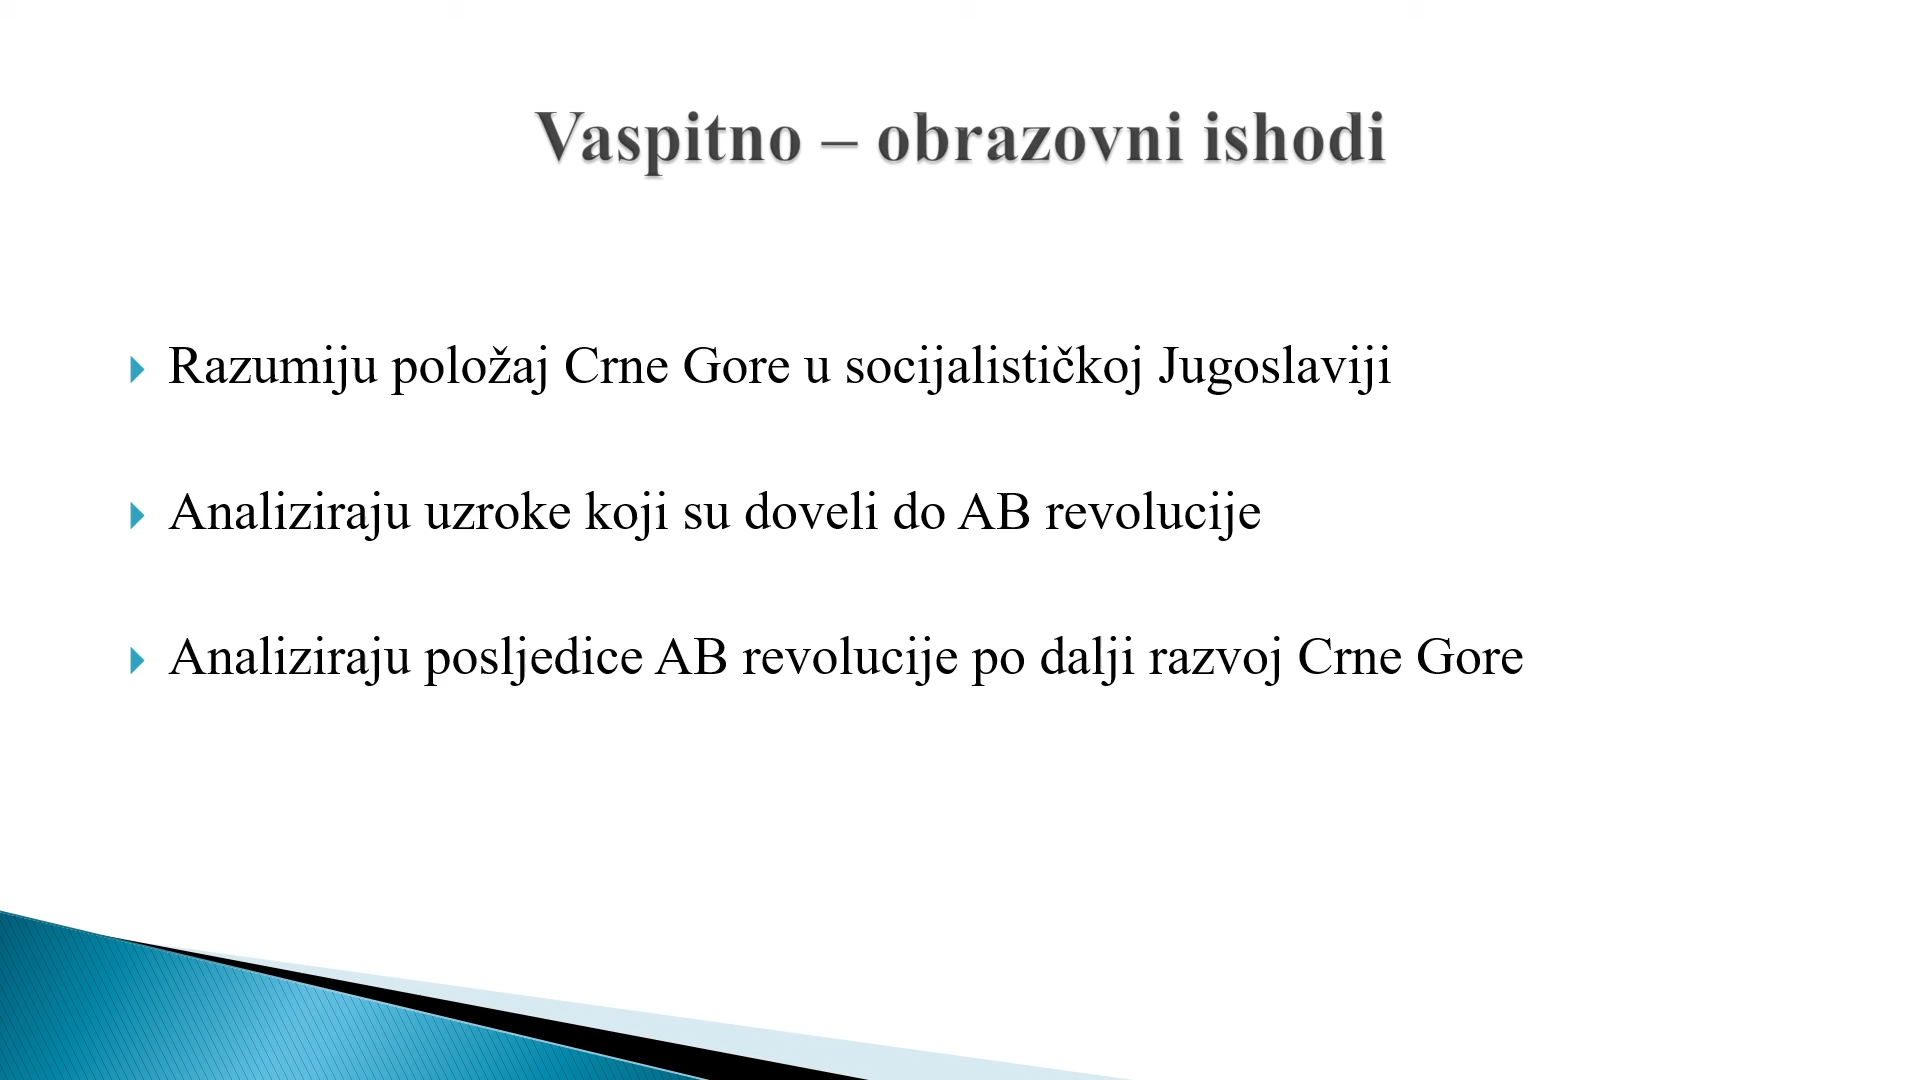 Vaspitno – obrazovni ishodi
Razumiju položaj Crne Gore u socijalističkoj Jugoslaviji
Analiziraju uzroke koji su doveli do AB revolucije
Analiziraju posljedice AB revolucije po dalji razvoj Crne Gore